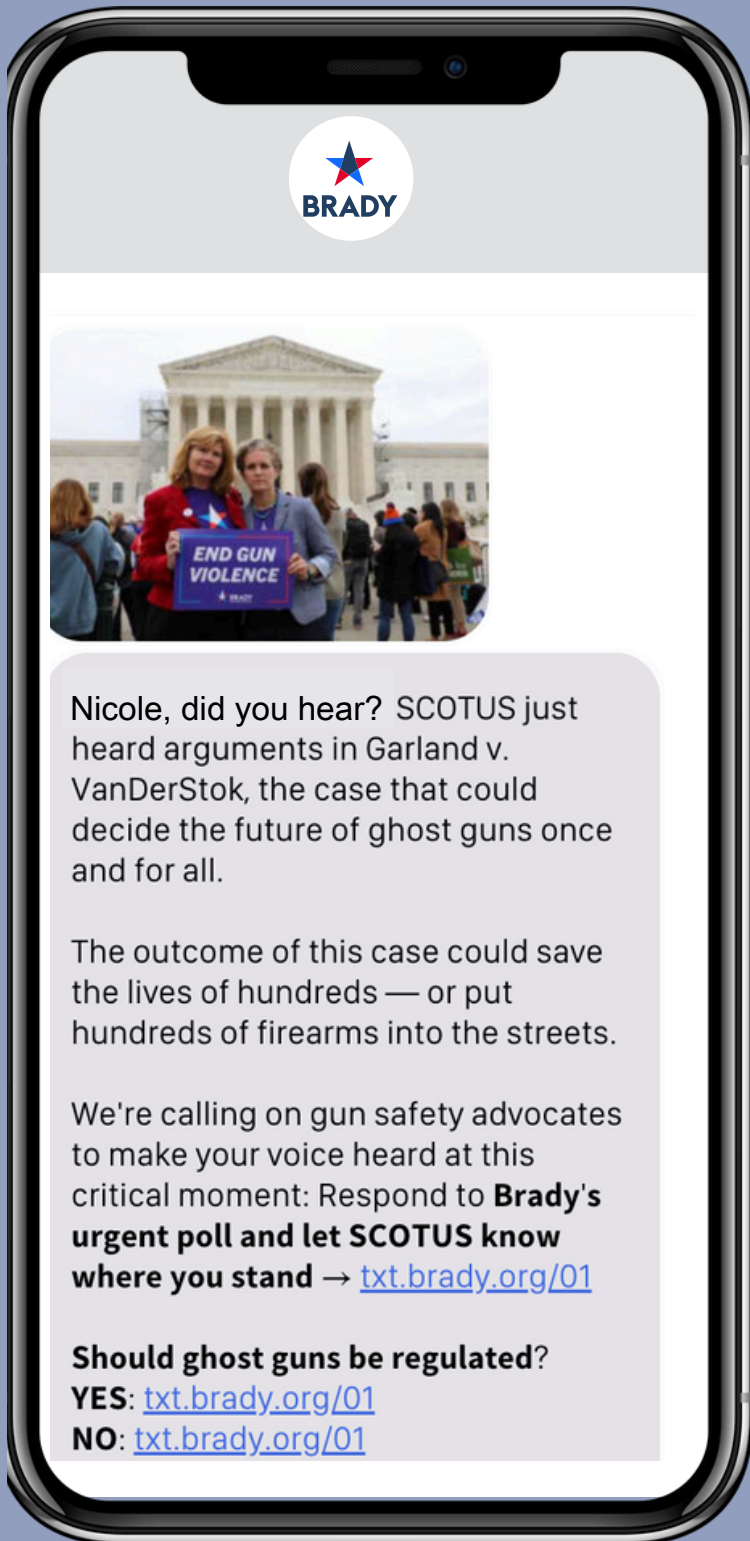 BRADY
END GUN
VIOLENCE
BRADY
Nicole, did you hear? SCOTUS just
heard arguments in Garland v.
VanDerStok, the case that could
decide the future of ghost guns once
and for all.
The outcome of this case could save
the lives of hundreds — or put
hundreds of firearms into the streets.
We're calling on gun safety advocates
to make your voice heard at this
critical moment: Respond to Brady's
urgent poll and let SCOTUS know
where you stand → txt.brady.org/01
Should ghost guns be regulated?
YES: txt.brady.org/01
NO: txt.brady.org/01